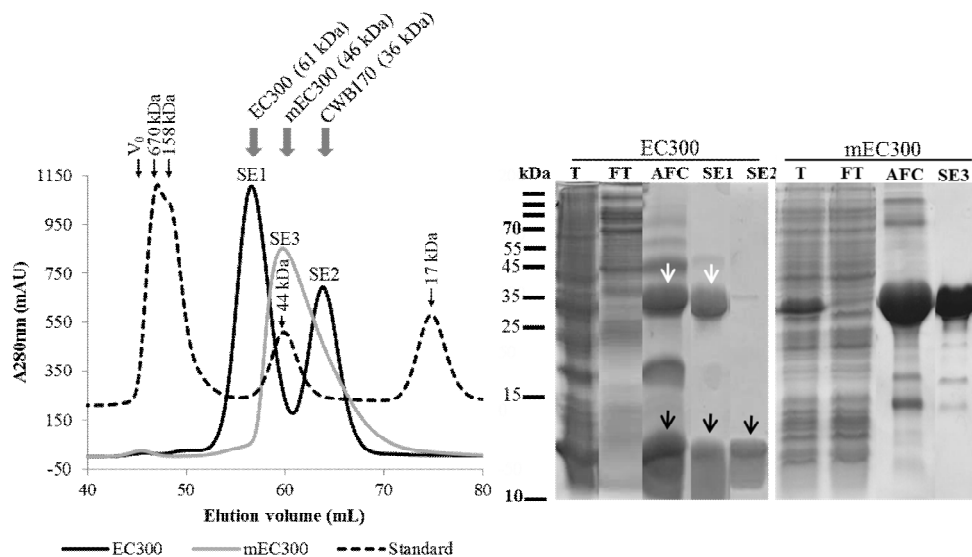 EC300 (61 kDa)
mEC300 (46 kDa)
CWB170 (36 kDa)
V0
670 kDa
158 kDa
SE1
SE3
44 kDa
SE2
17 kDa
1150
950
750
550
350
150
-50
A280nm (mAU)
40 50 60 70 80
Elution volume (mL)
EC300 mEC300 Standard
EC300 mEC300
kDa T FT AFC SE1 SE2 T FT AFC SE3
70
55
45
35
25
15
10